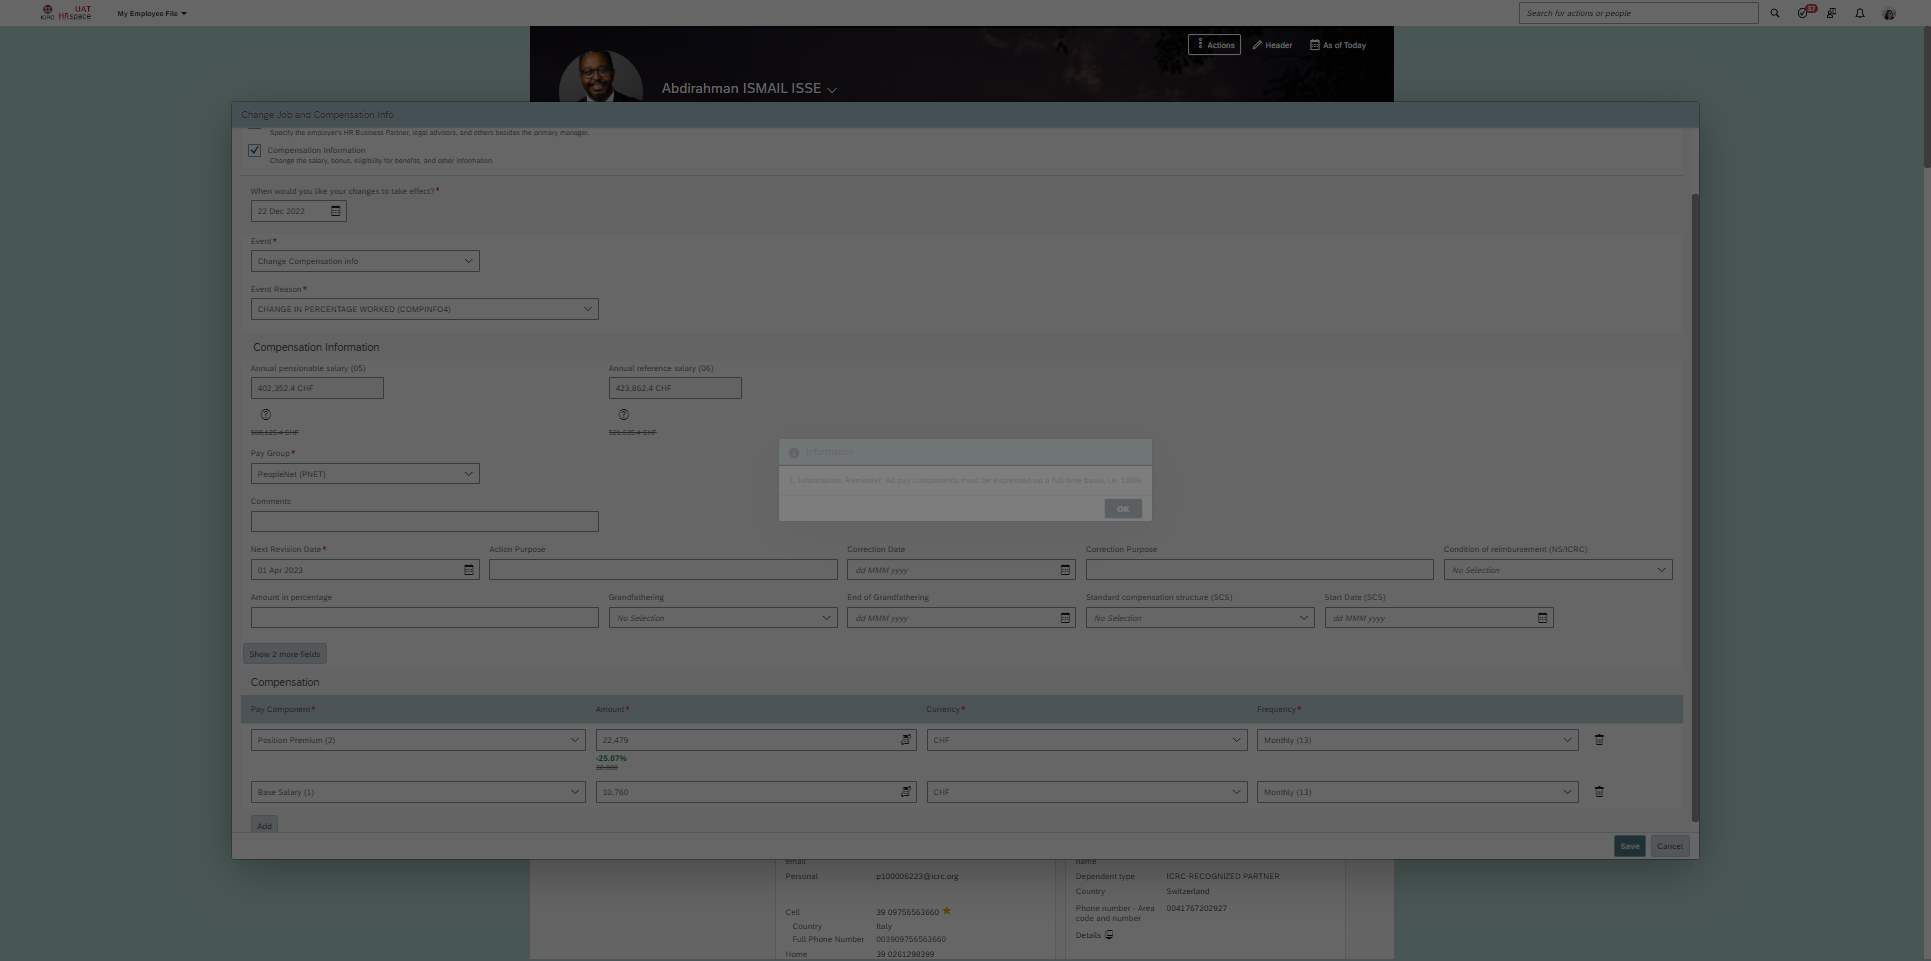 ICRC UAT HRspace
My Employee File
Search for actions or people
37
Actions
Header
As of Today
Abdirahman ISMAIL ISSE
Change Job and Compensation Info
Specify the employer's HR Business Partner, legal advisors, and others besides the primary manager.
Compensation Information
Change the salary, bonus, eligibility for benefits, and other information.
When would you like your changes to take effect?*
22 Dec 2022
Event*
Change Compensation info
Event Reason*
CHANGE IN PERCENTAGE WORKED (COMPINFO4)
Compensation Information
Annual pensionable salary (05) Annual reference salary (06)
402,352.4 CHF 423,862.4 CHF
Pay Group*
PeopleNet (PNET)
Information
1. Information: Reminder: All pay components must be expressed on a full time basis, i.e. 100%
OK
Comments
Next Revision Date* Action Purpose Correction Date Correction Purpose Condition of reimbursement (NS/ICRC)
01 Apr 2023 dd MMM yyyy No Selection
Amount in percentage Grandfathering End of Grandfathering Standard compensation structure (SCS) Start Date (SCS)
No Selection dd MMM yyyy No Selection dd MMM yyyy
Show 2 more fields
Compensation
Pay Component* Amount* Currency* Frequency*
Position Premium (2) 22,479 CHF Monthly (13)
-25.07%
30,000
Base Salary (1) 10,760 CHF Monthly (13)
Add
Save Cancel
email name
Personal p100006223@icrc.org Dependent type ICRC-RECOGNIZED PARTNER
Country Switzerland
Phone number - Area code and number 0041767202927
Cell 39 09756563660
Country Italy
Full Phone Number 003909756563660
Details
Home 39 0261298399